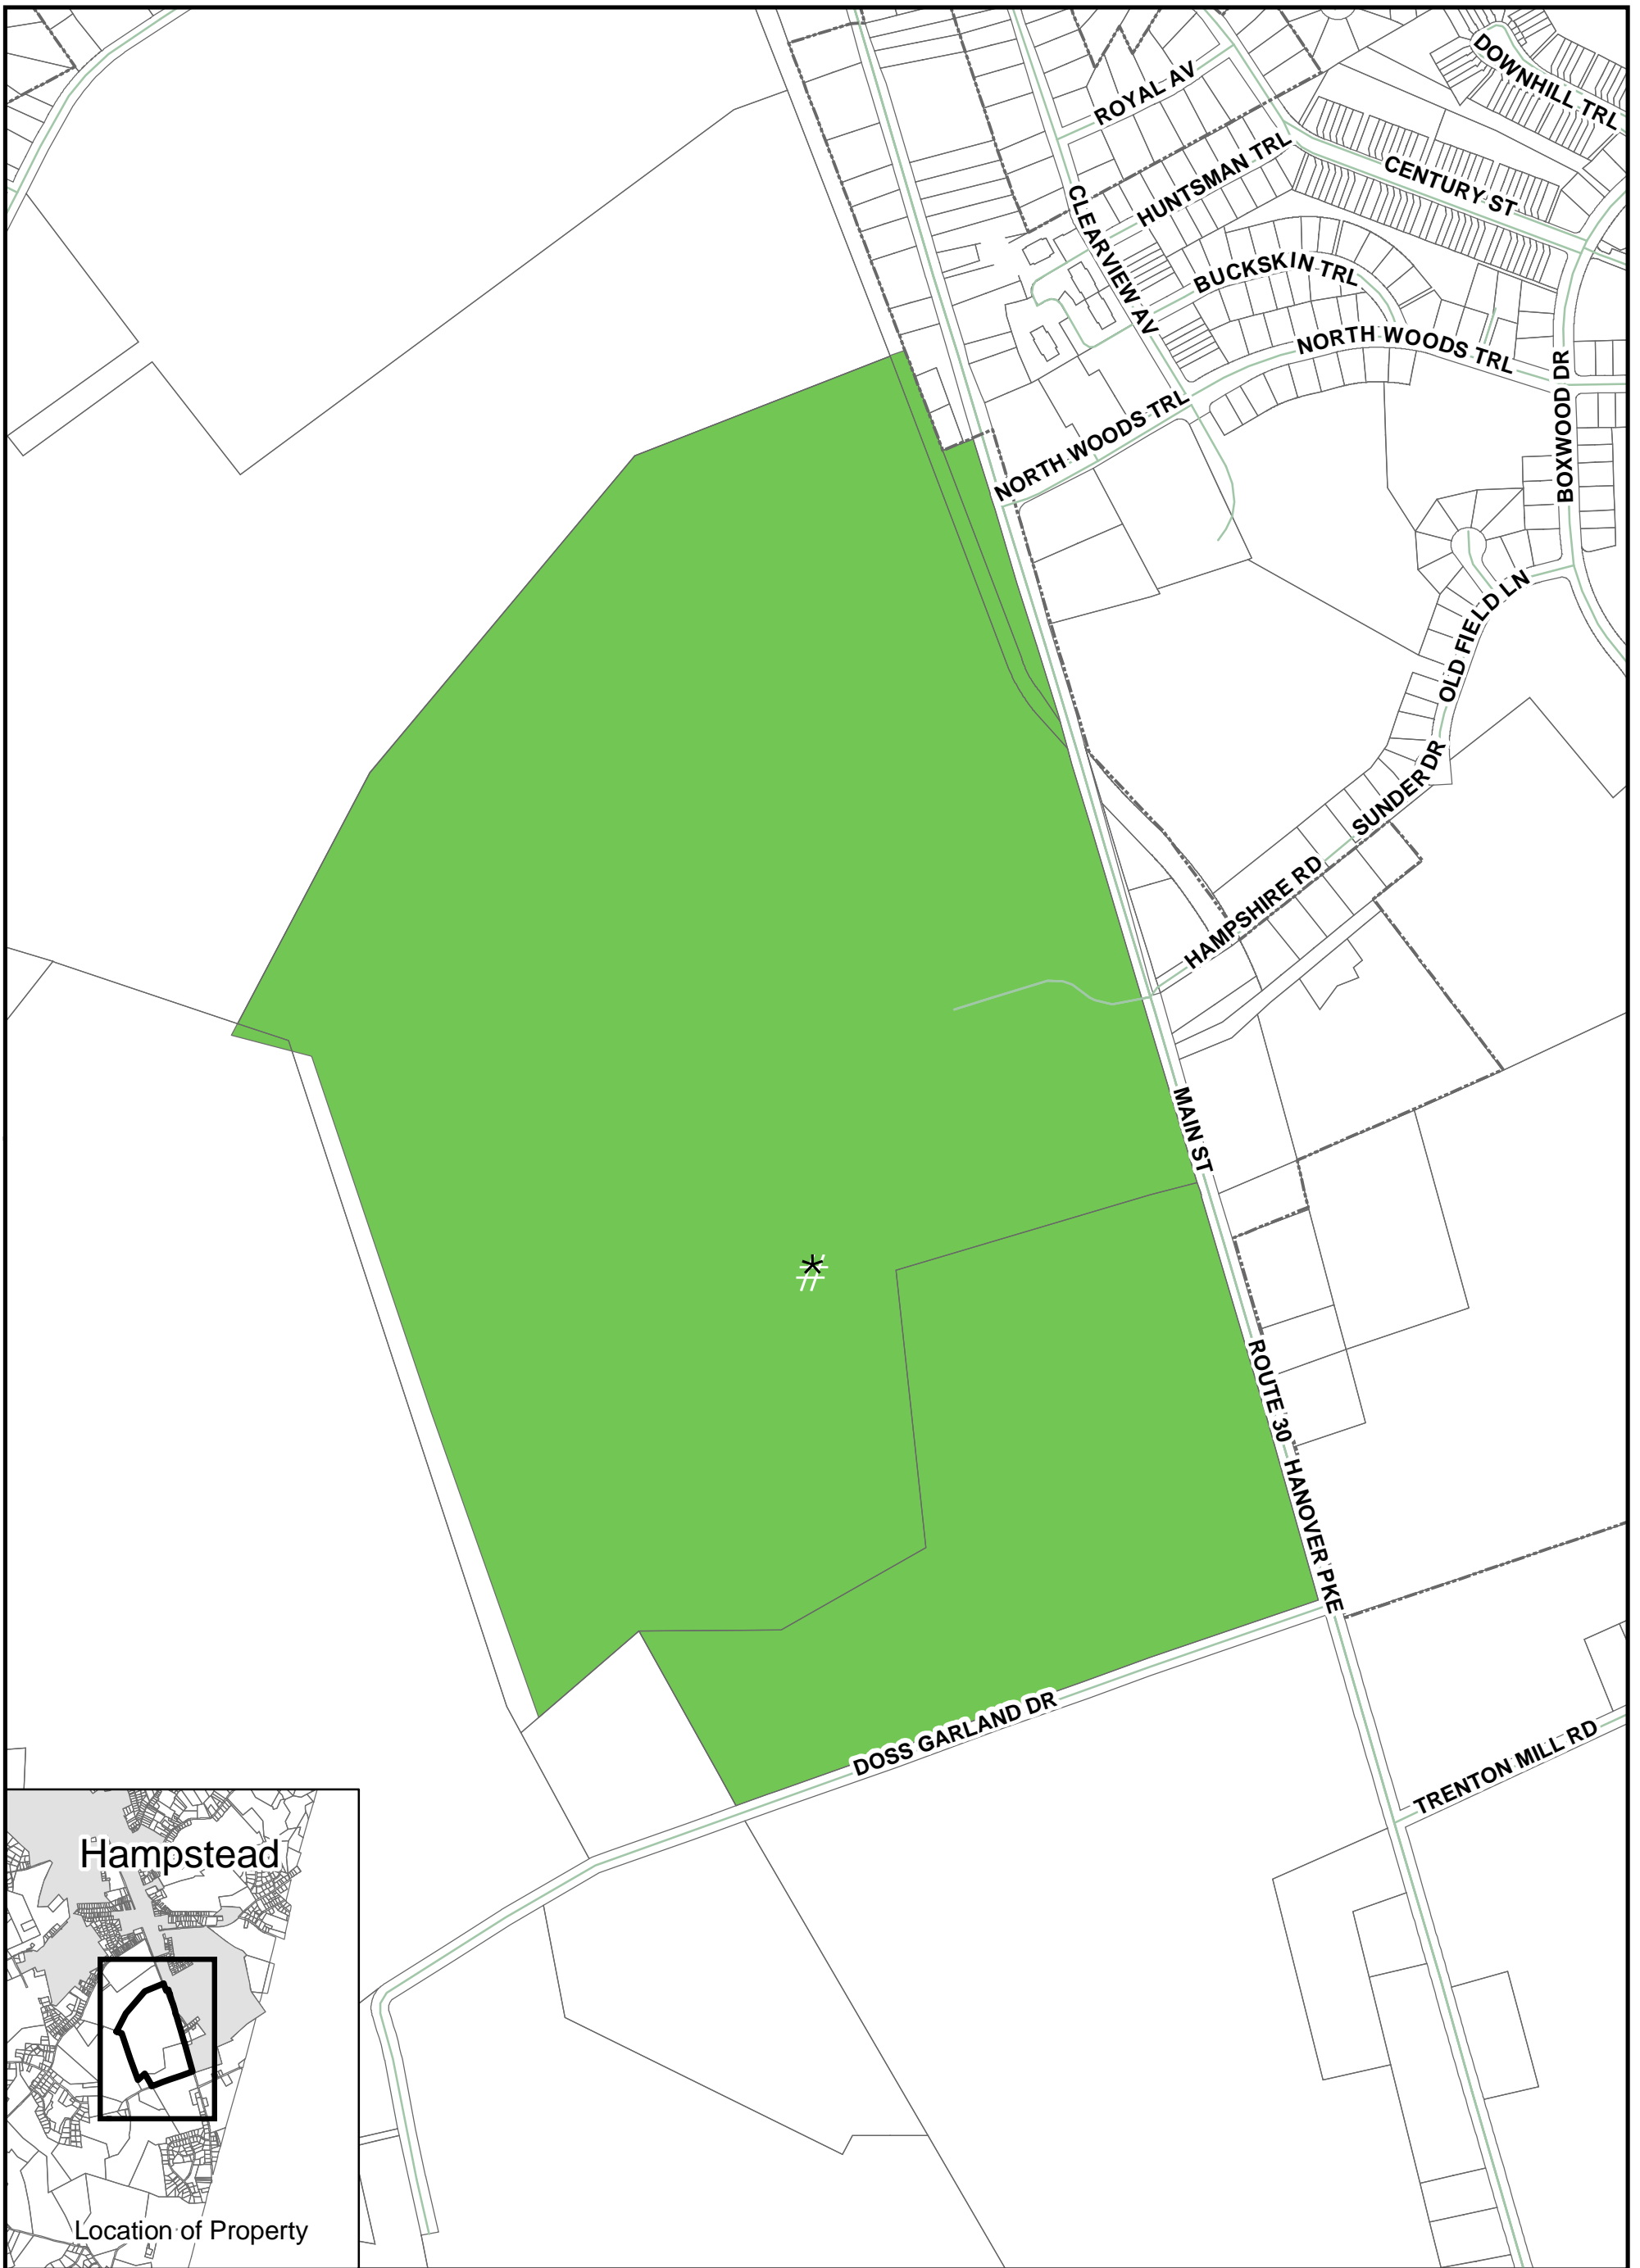 DOWNHILL TRL
ROYAL AV
CENTURY ST
HUNTSMAN TRL
CLEARVIEW AV
BUCKSKIN TRL
NORTH WOODS TRL
BOXWOOD DR
NORTH WOODS TRL
OLD FIELD LN
SUNDER DR
HAMPSHIRE RD
MAIN ST
*
#
ROUTE 30
HANOVER PKE
DOSS GARLAND DR
TRENTON MILL RD
Hampstead
Location of Property